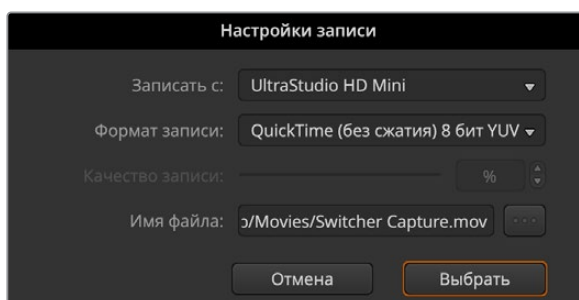 Настройки записи
Записать с: UltraStudio HD Mini
Формат записи: QuickTime (без сжатия) 8 бит YUV
Качество записи: %
Имя файла: /Movies/Switcher Capture.mov
Отмена Выбрать